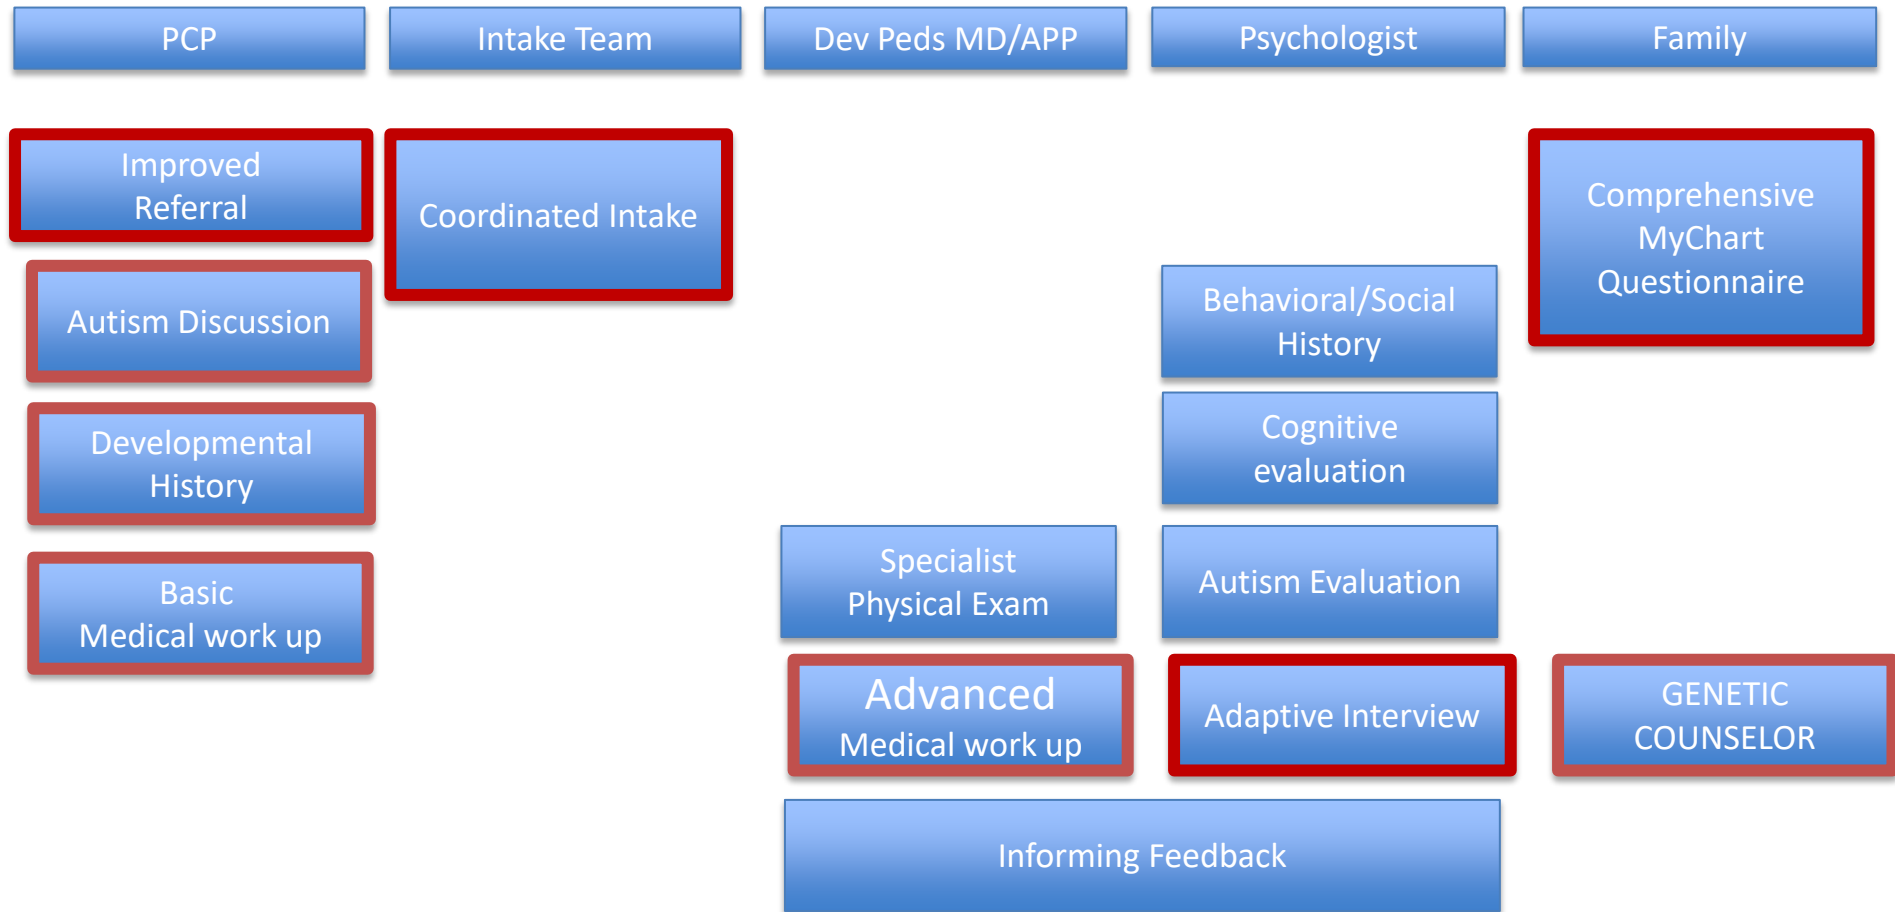 PCP
Intake Team
Dev Peds MD/APP
Psychologist
Family
Improved
Referral
Coordinated Intake
Comprehensive
MyChart
Questionnaire
Autism Discussion
Behavioral/Social
History
Developmental
History
Cognitive
evaluation
Basic
Medical work up
Specialist
Physical Exam
Autism Evaluation
Advanced
Medical work up
Adaptive Interview
GENETIC
COUNSELOR
Informing Feedback